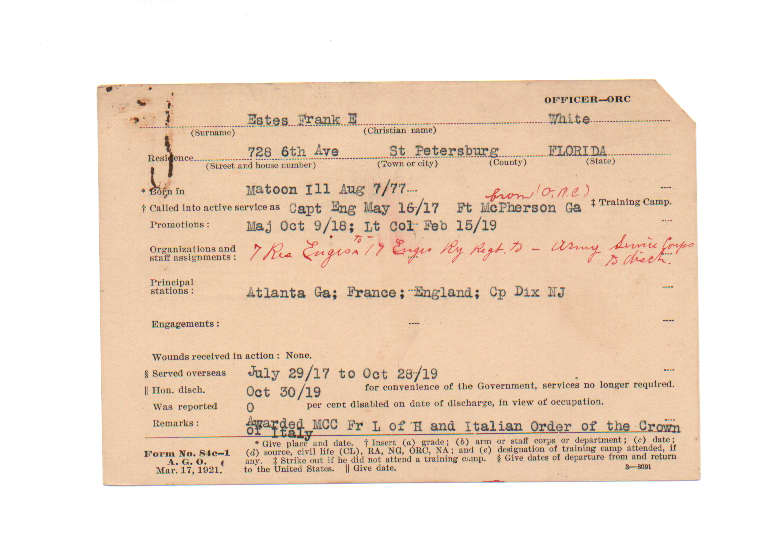 OFFICER—ORC
Estes Frank E White
(Surname) (Christian name)
Residence 728 6th Ave St Petersburg FLORIDA
(Street and house number) (Town or city) (County) (State)
* Born in Matoon Ill Aug 7/77
from (O.R.C)
† Called into active service as Capt Eng May 16/17 Ft McPherson Ga ‡ Training Camp.
Promotions: Maj Oct 9/18; Lt Col Feb 15/19
Organizations and
staff assignments: 7 Res Engrs to 19 Engrs Ry Regt to — Army Service Corps
to disch.
Principal
stations: Atlanta Ga; France; England; Cp Dix NJ
Engagements:
Wounds received in action: None.
§ Served overseas July 29/17 to Oct 28/19
|| Hon. disch. Oct 30/19 for convenience of the Government, services no longer required.
Was reported 0 per cent disabled on date of discharge, in view of occupation.
Remarks: Awarded MCC Fr L of H and Italian Order of the Crown
of Italy
* Give place and date. † Insert (a) grade; (b) arm or staff corps or department; (c) date;
Form No. 84c-1 (d) source, civil life (CL), RA, NG, ORC, NA; and (e) designation of training camp attended, if
A. G. O. any. ‡ Strike out if he did not attend a training camp. § Give dates of departure from and return
Mar. 17, 1921. to the United States. || Give date. 3—8091